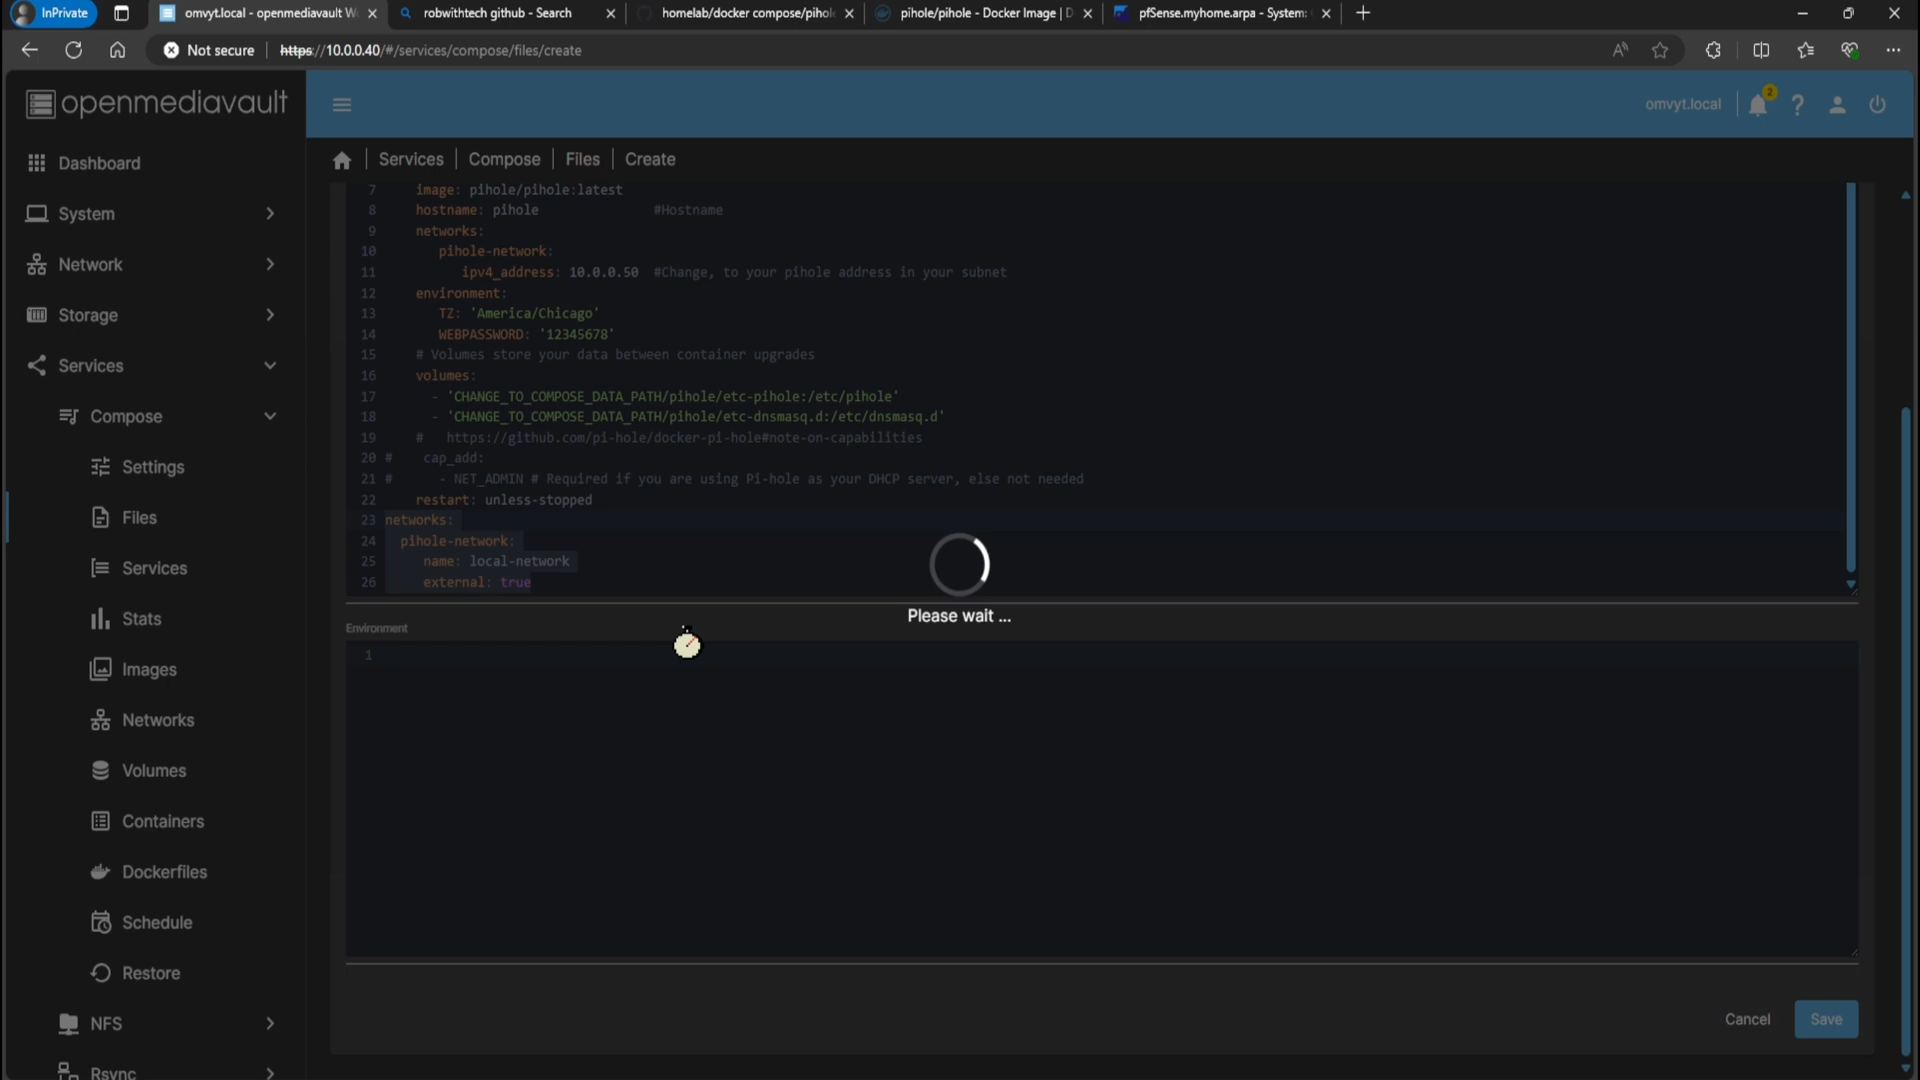 InPrivate
omvyt.local - openmediavault W
robwithtech github - Search
homelab/docker compose/pihol
pihole/pihole - Docker Image | D
pfSense.myhome.arpa - System:
Not secure
https://10.0.0.40/#/services/compose/files/create
openmediavault
omvyt.local
2
Dashboard
System
Network
Storage
Services
Compose
Settings
Files
Services
Stats
Images
Networks
Volumes
Containers
Dockerfiles
Schedule
Restore
NFS
Rsync
Services | Compose | Files | Create
7 image: pihole/pihole:latest
8 hostname: pihole #Hostname
9 networks:
10 pihole-network:
11 ipv4_address: 10.0.0.50 #Change, to your pihole address in your subnet
12 environment:
13 TZ: 'America/Chicago'
14 WEBPASSWORD: '12345678'
15 # Volumes store your data between container upgrades
16 volumes:
17 - 'CHANGE_TO_COMPOSE_DATA_PATH/pihole/etc-pihole:/etc/pihole'
18 - 'CHANGE_TO_COMPOSE_DATA_PATH/pihole/etc-dnsmasq.d:/etc/dnsmasq.d'
19 # https://github.com/pi-hole/docker-pi-hole#note-on-capabilities
20 # cap_add:
21 # - NET_ADMIN # Required if you are using Pi-hole as your DHCP server, else not needed
22 restart: unless-stopped
23 networks:
24 pihole-network:
25 name: local-network
26 external: true
Please wait ...
Environment
1
Cancel
Save